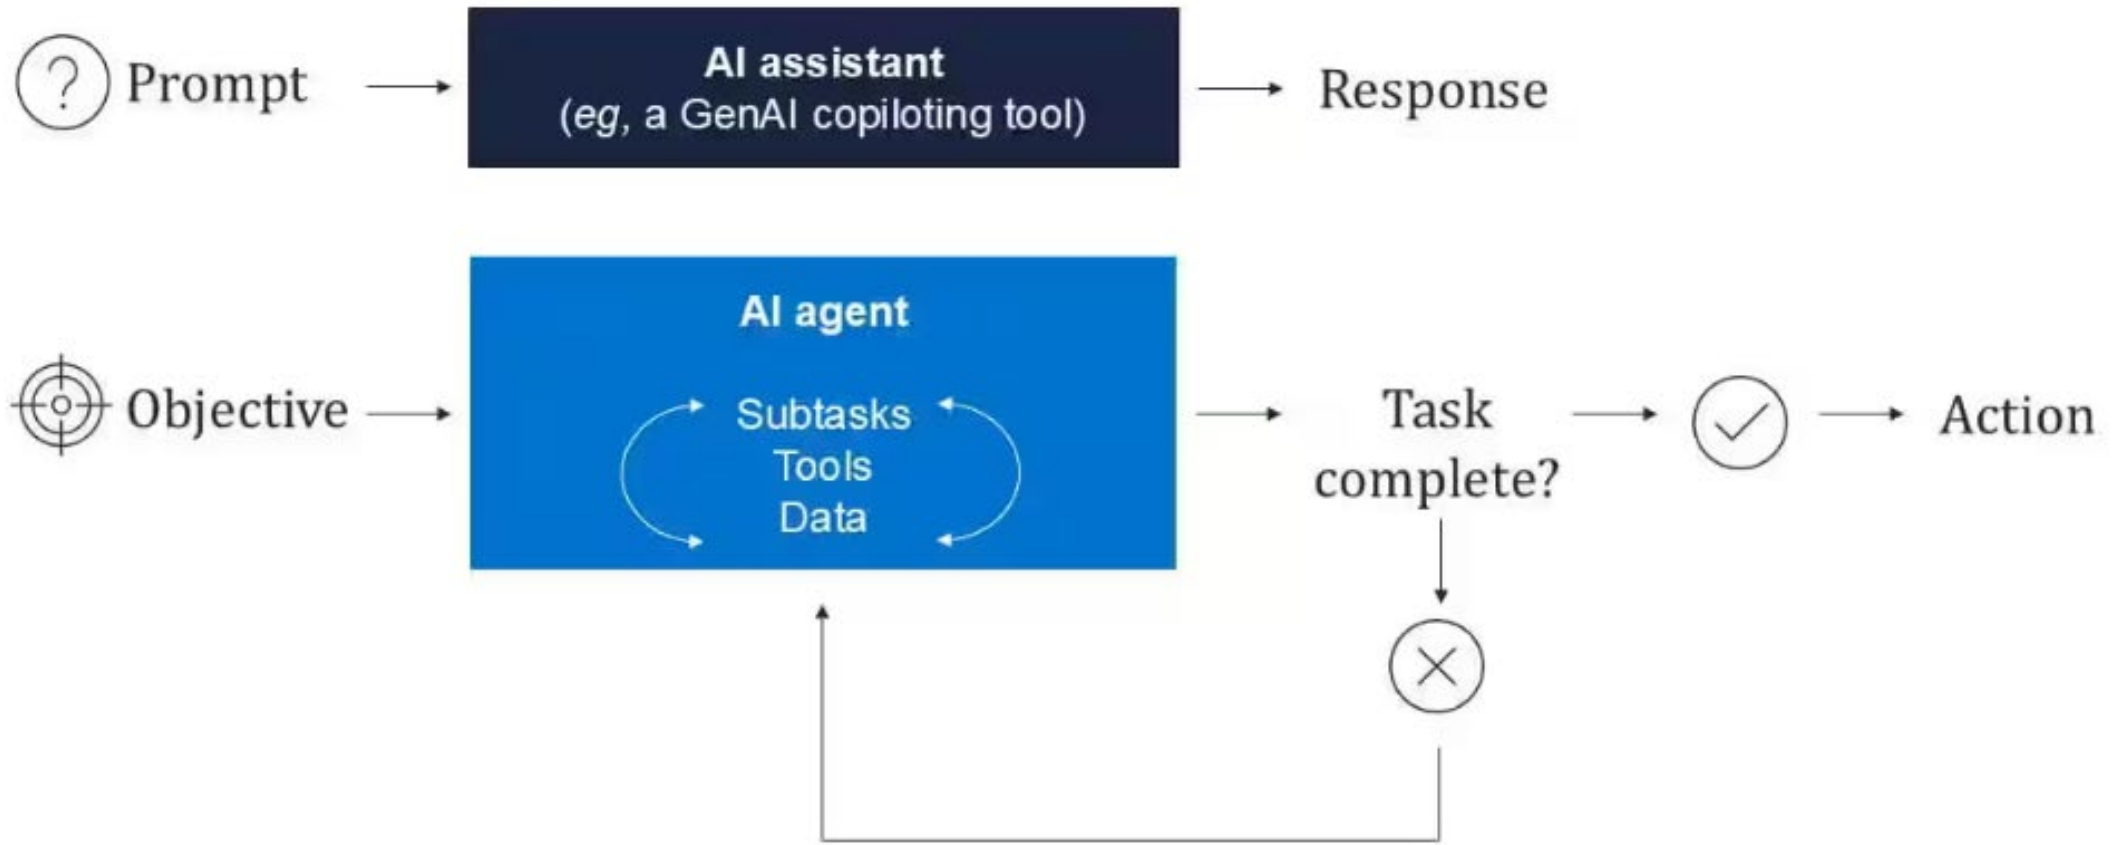 ?
Prompt
AI assistant
(eg, a GenAI copiloting tool)
Response
AI agent
Objective
Subtasks
Tools
Data
Task
complete?
Action